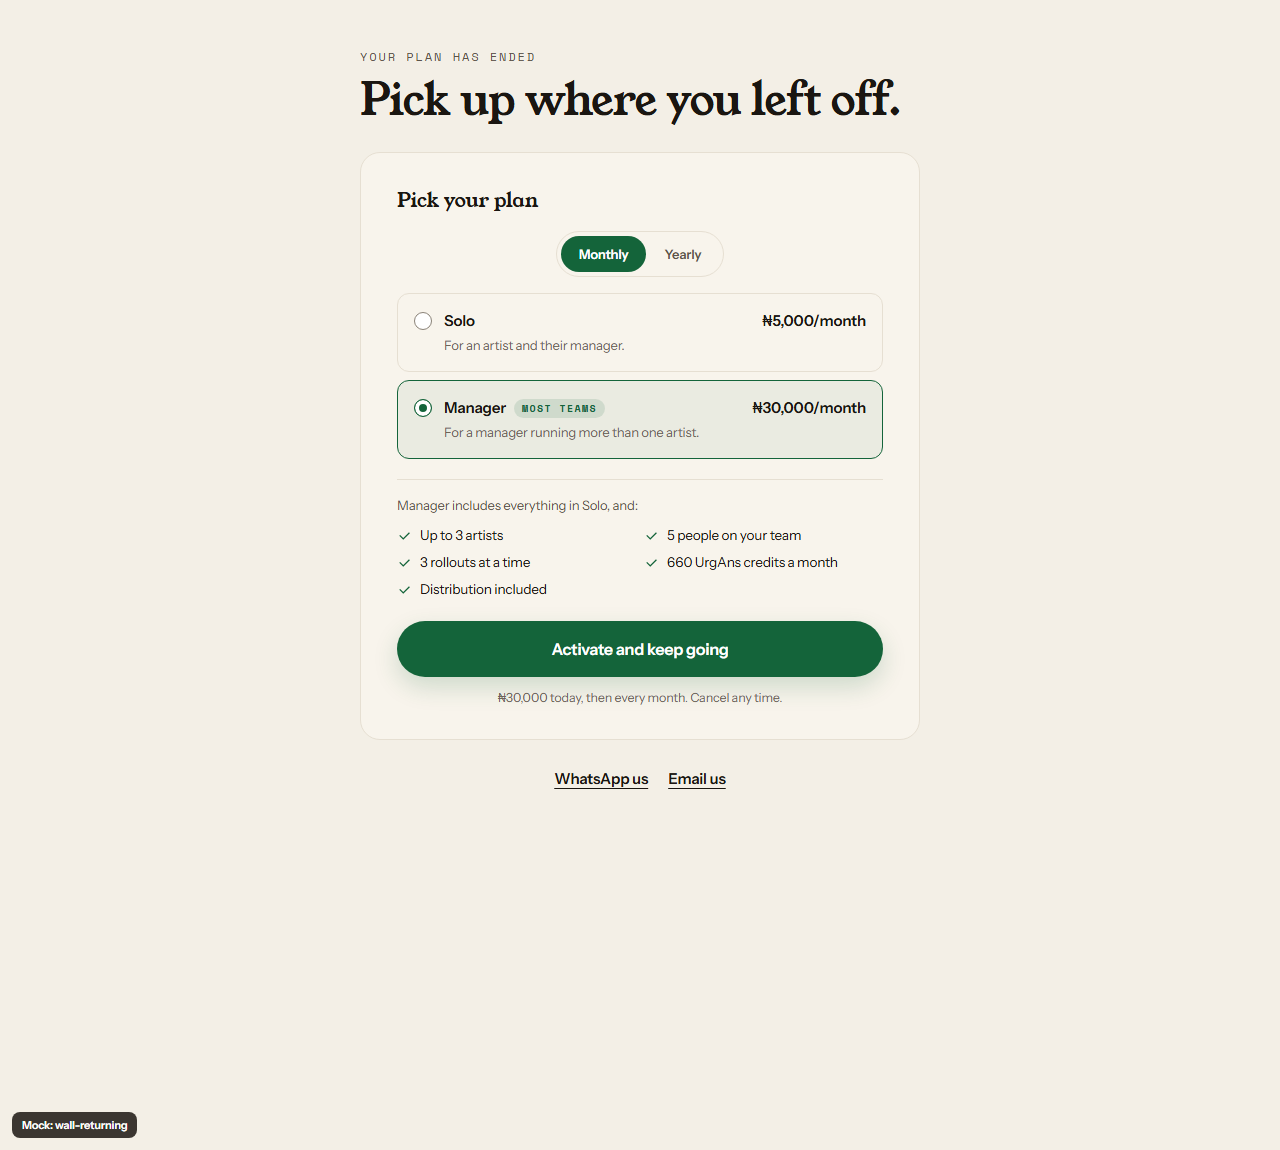 YOUR PLAN HAS ENDED
Pick up where you left off.
Pick your plan
Monthly Yearly
Solo ₦5,000/month
For an artist and their manager.
Manager MOST TEAMS ₦30,000/month
For a manager running more than one artist.
Manager includes everything in Solo, and:
Up to 3 artists 5 people on your team
3 rollouts at a time 660 UrgAns credits a month
Distribution included
Activate and keep going
₦30,000 today, then every month. Cancel any time.
WhatsApp us Email us
Mock: wall-returning